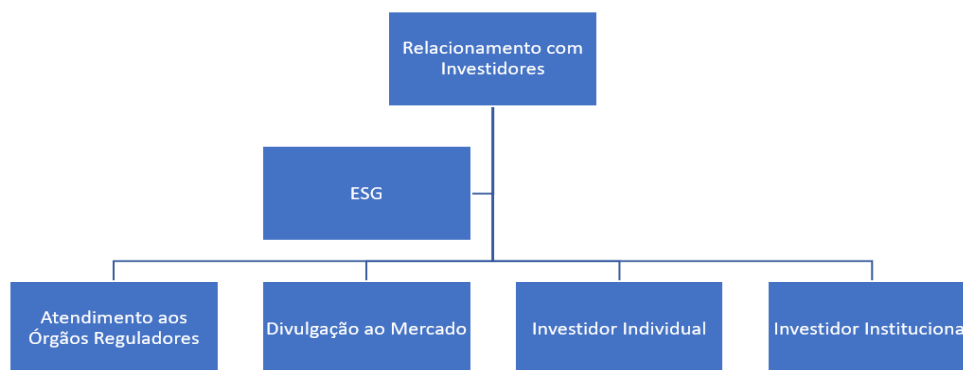 Relacionamento com
Investidores
ESG
Atendimento aos
Órgãos Reguladores
Divulgação ao Mercado
Investidor Individual
Investidor Instituciona